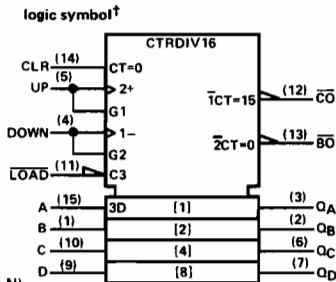 logic symbol†
CTRDIV16
CLR (14) CT=0
UP (5) 2+
G1
1CT=15 (12) CO
DOWN (4) 1−
G2
2CT=0 (13) BO
LOAD (11) C3
A (15) 3D [1] (3) QA
B (1) [2] (2) QB
C (10) [4] (6) QC
D (9) [8] (7) QD
N)